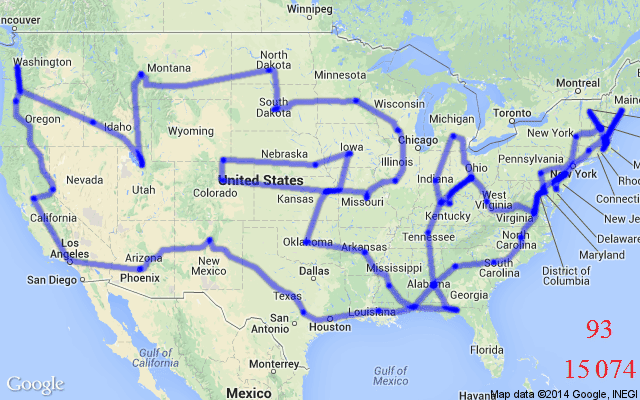 Winnipeg
ancouver
Washington
Montana
North
Dakota
Minnesota
Montreal
Maine
Oregon
Idaho
Wyoming
South
Dakota
Wisconsin
Michigan
Toronto
New York
Chicago
Nevada
Utah
Nebraska
Iowa
Illinois
Indiana
Ohio
Pennsylvania
New York
Rho
Connecti
Colorado
United States
Kansas
Missouri
Kentucky
West
Virginia
Virginia
New Jersey
Delaware
Maryland
District of
Columbia
California
Los
Angeles
San Diego
Arizona
Phoenix
New
Mexico
Oklahoma
Arkansas
Tennessee
North
Carolina
South
Carolina
Dallas
Mississippi
Alabama
Georgia
Texas
San
Antonio
Houston
Louisiana
Florida
Gulf of
California
Monterrey
Mexico
Gulf of
Mexico
Havana
93
15 074
Google
Map data ©2014 Google, INEGI